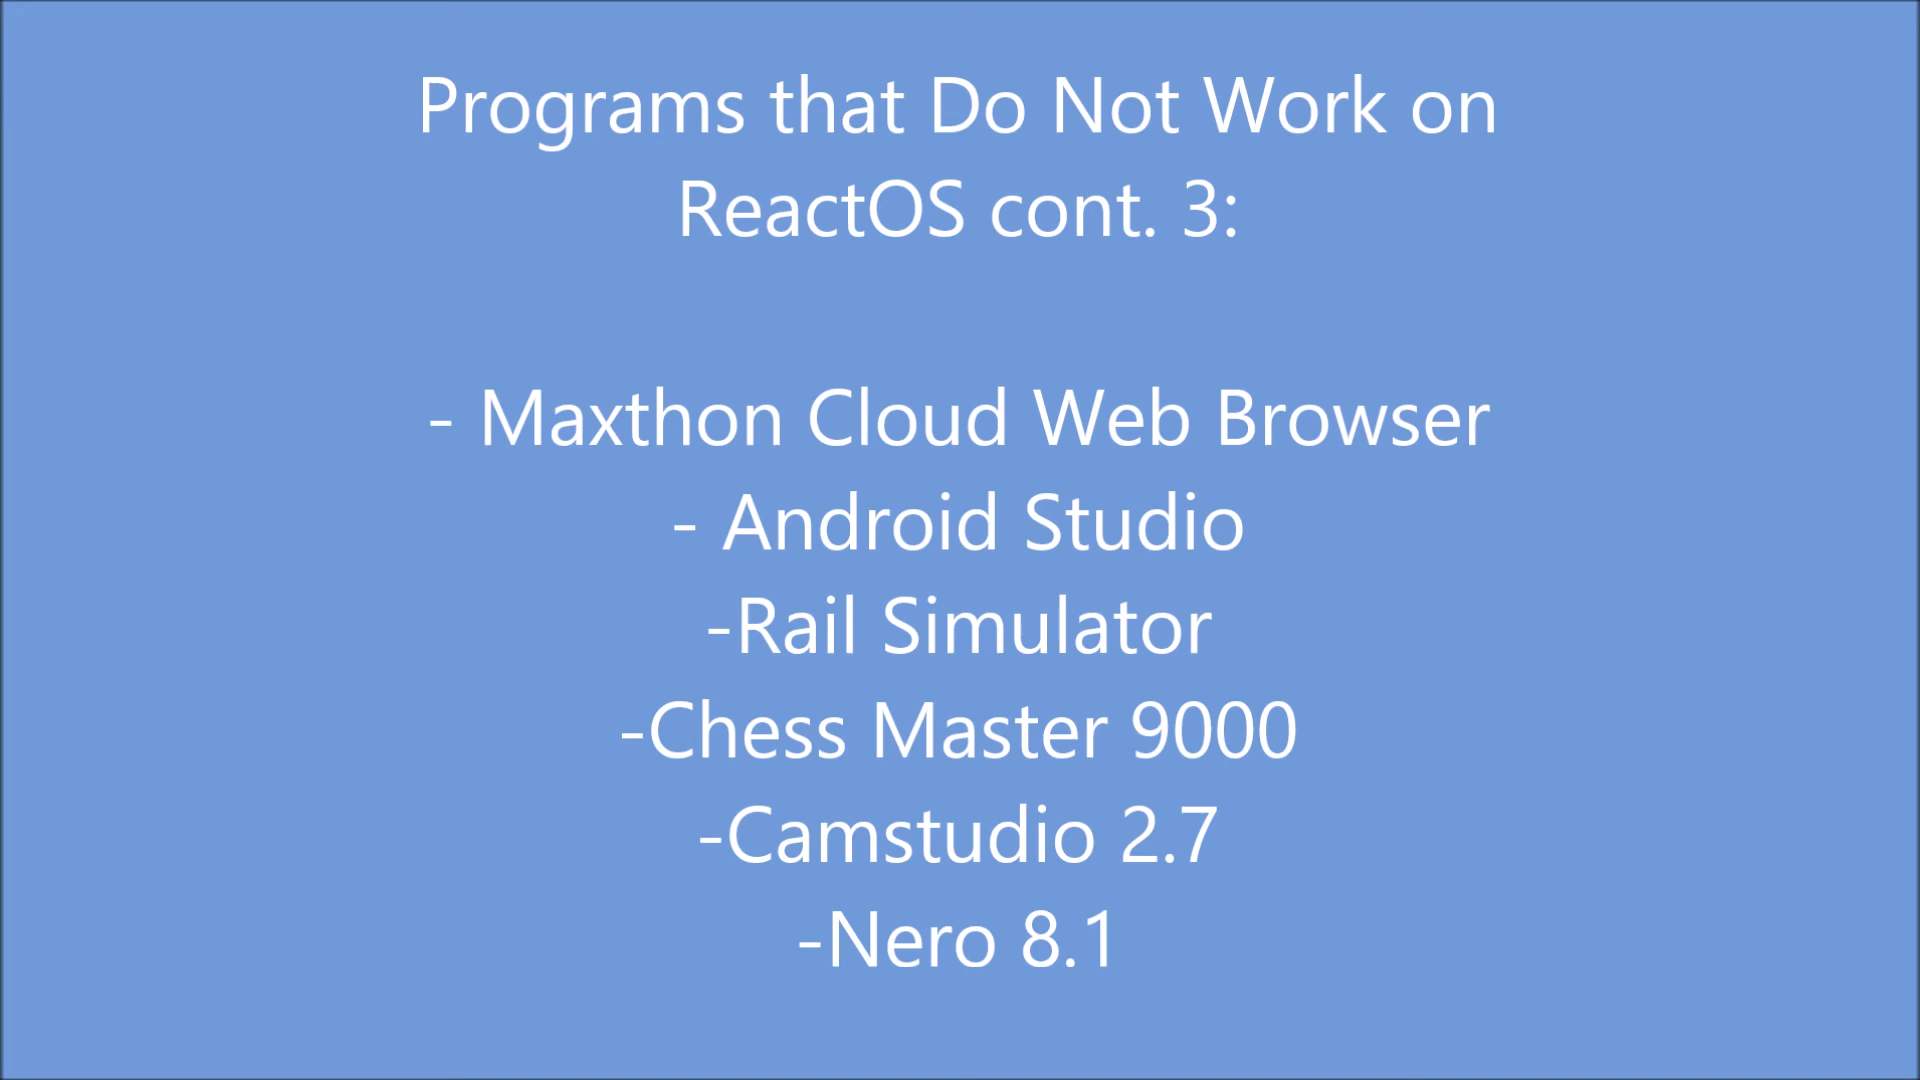 Programs that Do Not Work on
ReactOS cont. 3:
- Maxthon Cloud Web Browser
- Android Studio
-Rail Simulator
-Chess Master 9000
-Camstudio 2.7
-Nero 8.1